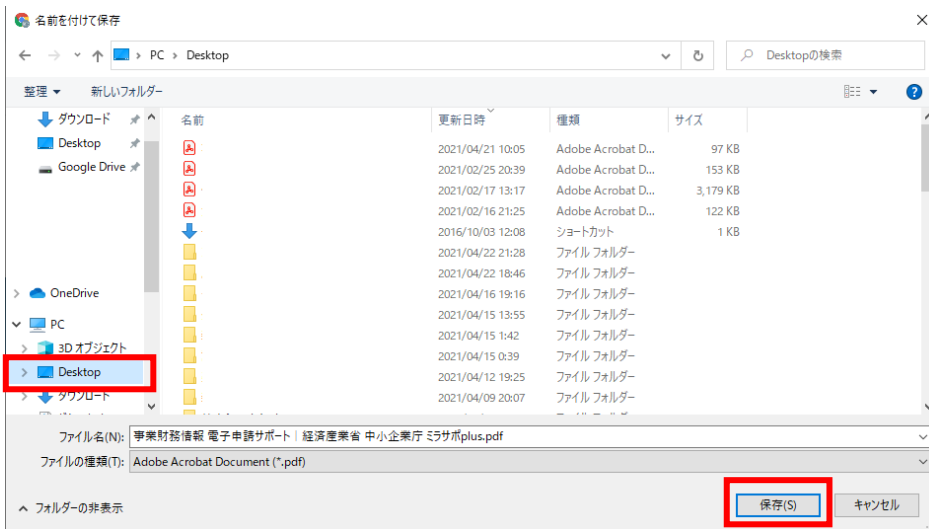 名前を付けて保存
PC > Desktop
Desktopの検索
整理 新しいフォルダー
ダウンロード
Desktop
Google Drive
OneDrive
PC
3D オブジェクト
Desktop
ダウンロード
名前 更新日時 種類 サイズ
2021/04/21 10:05 Adobe Acrobat D... 97 KB
2021/02/25 20:39 Adobe Acrobat D... 153 KB
2021/02/17 13:17 Adobe Acrobat D... 3,179 KB
2021/02/16 21:25 Adobe Acrobat D... 122 KB
2016/10/03 12:08 ショートカット 1 KB
2021/04/22 21:28 ファイル フォルダー
2021/04/22 18:46 ファイル フォルダー
2021/04/16 19:16 ファイル フォルダー
2021/04/15 13:55 ファイル フォルダー
2021/04/15 1:42 ファイル フォルダー
2021/04/15 0:39 ファイル フォルダー
2021/04/12 19:25 ファイル フォルダー
2021/04/09 20:07 ファイル フォルダー
ファイル名(N): 事業財務情報 電子申請サポート | 経済産業省 中小企業庁 ミラサポplus.pdf
ファイルの種類(T): Adobe Acrobat Document (*.pdf)
フォルダーの非表示
保存(S) キャンセル